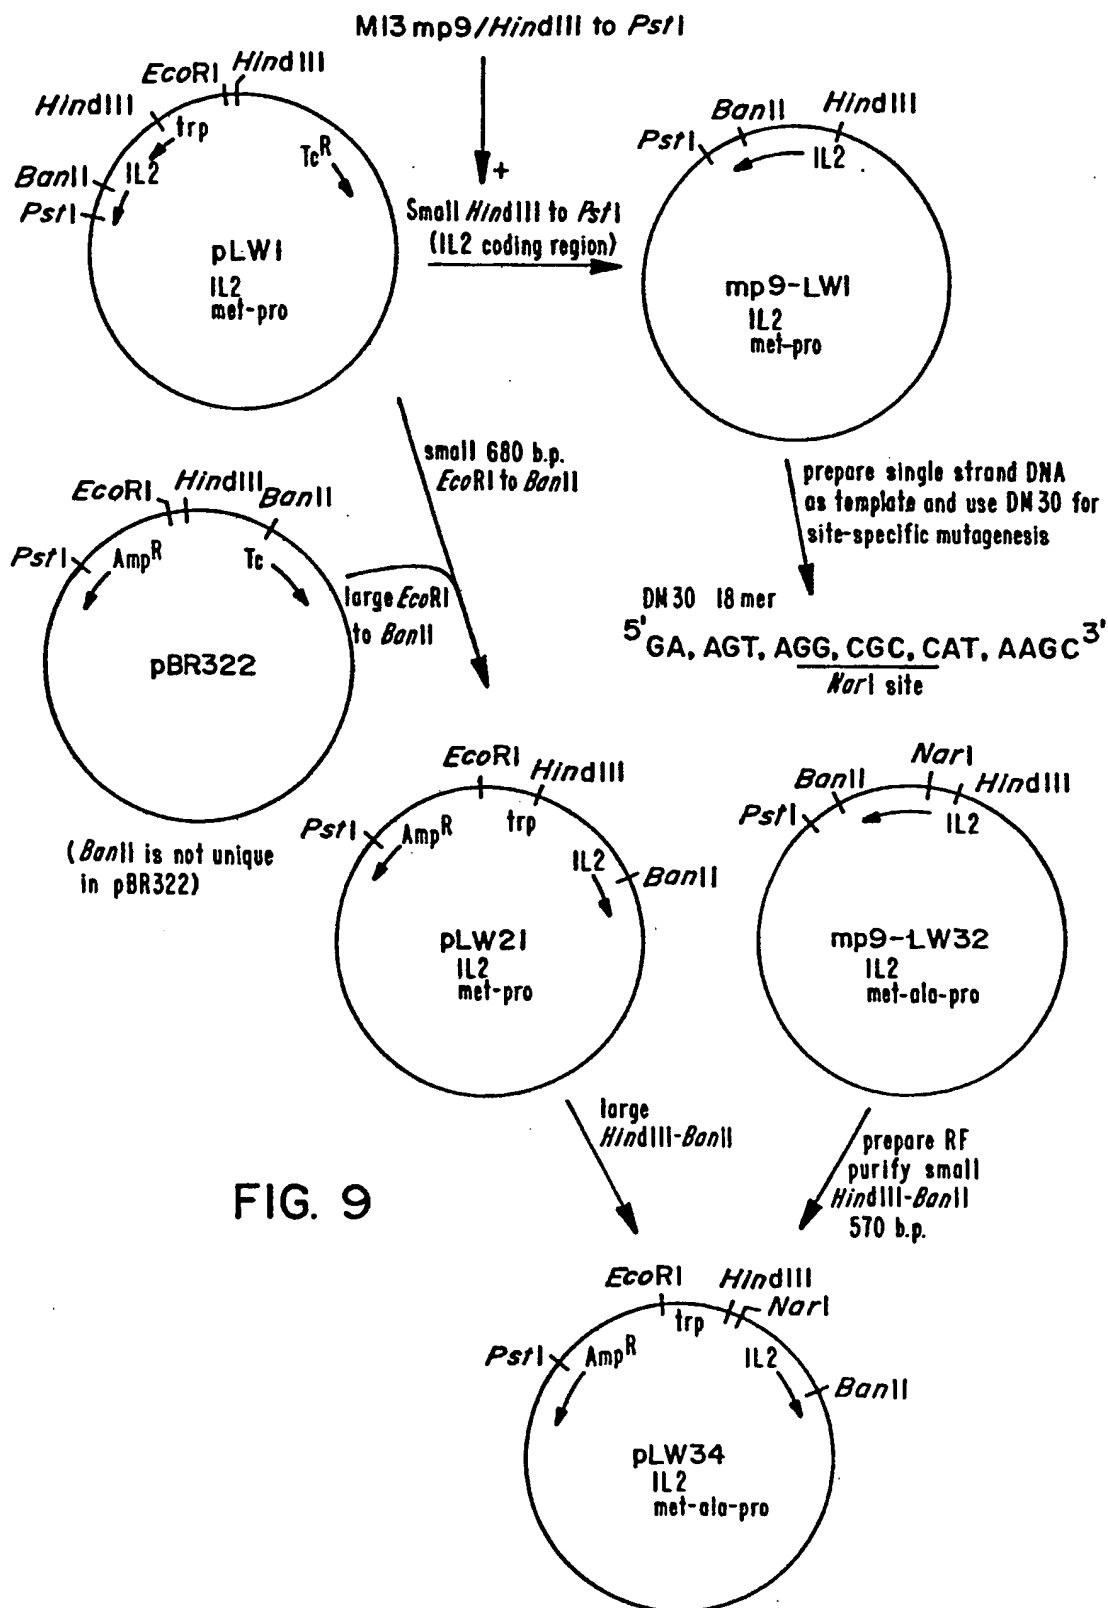 M13 mp9/HindIII to PstI
EcoRI
HindIII
HindIII
trp
TcR
BanII
IL2
PstI
pLW1
IL2
met-pro
+
Small HindIII to PstI
(IL2 coding region)
BanII
HindIII
PstI
IL2
mp9-LW1
IL2
met-pro
small 680 b.p.
EcoRI to BanII
prepare single strand DNA
as template and use DM30 for
site-specific mutagenesis
EcoRI
HindIII
BanII
PstI
AmpR
Tc
pBR322
large EcoRI
to BanII
(BanII is not unique
in pBR322)
DM30 18 mer
5' GA, AGT, AGG, CGC, CAT, AAGC 3'
NarI site
EcoRI
HindIII
PstI
AmpR
trp
IL2
BanII
pLW21
IL2
met-pro
NarI
BanII
HindIII
PstI
IL2
mp9-LW32
IL2
met-ala-pro
large
HindIII-BanII
prepare RF
purify small
HindIII-BanII
570 b.p.
FIG. 9
EcoRI
HindIII
NarI
trp
PstI
AmpR
IL2
BanII
pLW34
IL2
met-ala-pro